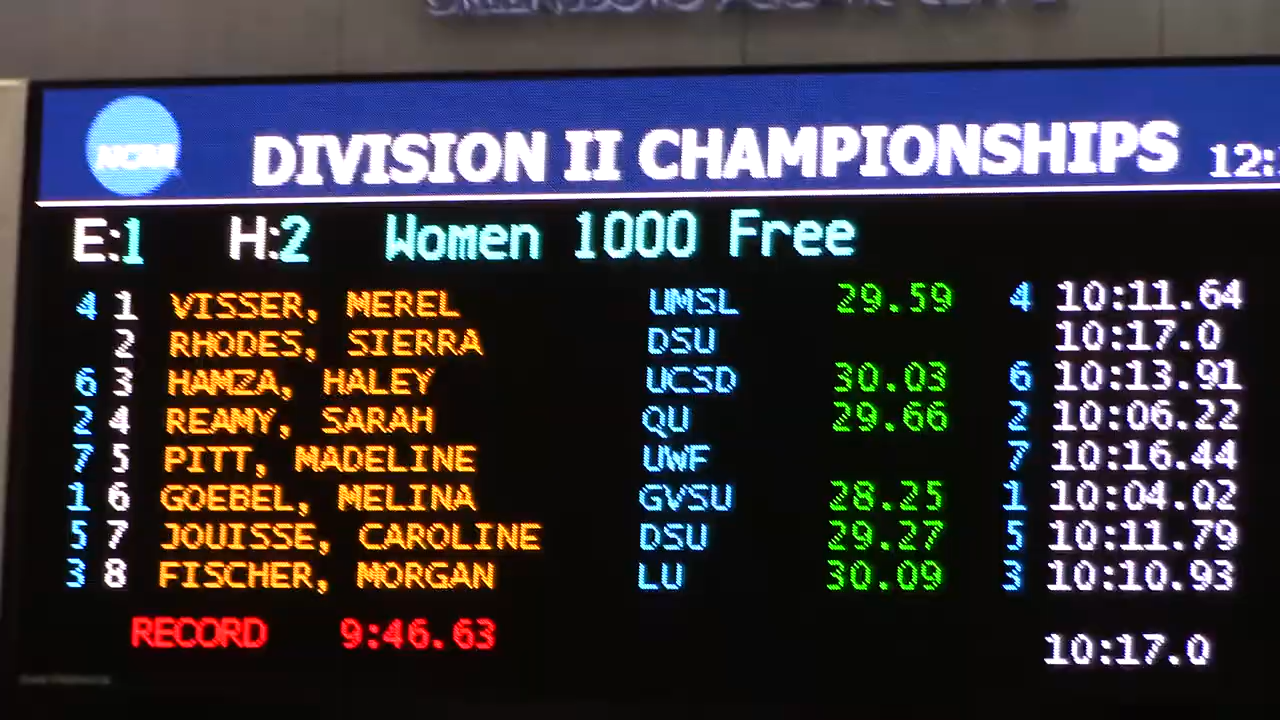 NCAA
DIVISION II CHAMPIONSHIPS 12:
E:1 H:2 Women 1000 Free
4 1 VISSER, MEREL UMSL 29.59 4 10:11.64
2 RHODES, SIERRA DSU 10:17.0
6 3 HAMZA, HALEY UCSD 30.03 6 10:13.91
2 4 REAMY, SARAH QU 29.66 2 10:06.22
7 5 PITT, MADELINE UWF 7 10:16.44
1 6 GOEBEL, MELINA GVSU 28.25 1 10:04.02
5 7 JOUISSE, CAROLINE DSU 29.27 5 10:11.79
3 8 FISCHER, MORGAN LU 30.09 3 10:10.93
RECORD 9:46.63 10:17.0